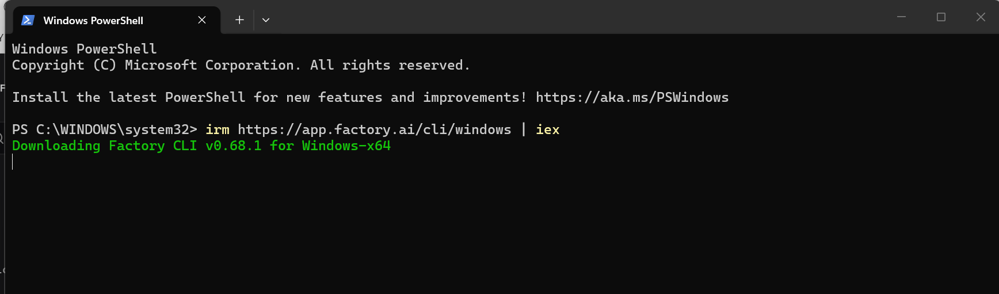 Windows PowerShell
Windows PowerShell
Copyright (C) Microsoft Corporation. All rights reserved.
Install the latest PowerShell for new features and improvements! https://aka.ms/PSWindows
PS C:\WINDOWS\system32> irm https://app.factory.ai/cli/windows | iex
Downloading Factory CLI v0.68.1 for Windows-x64